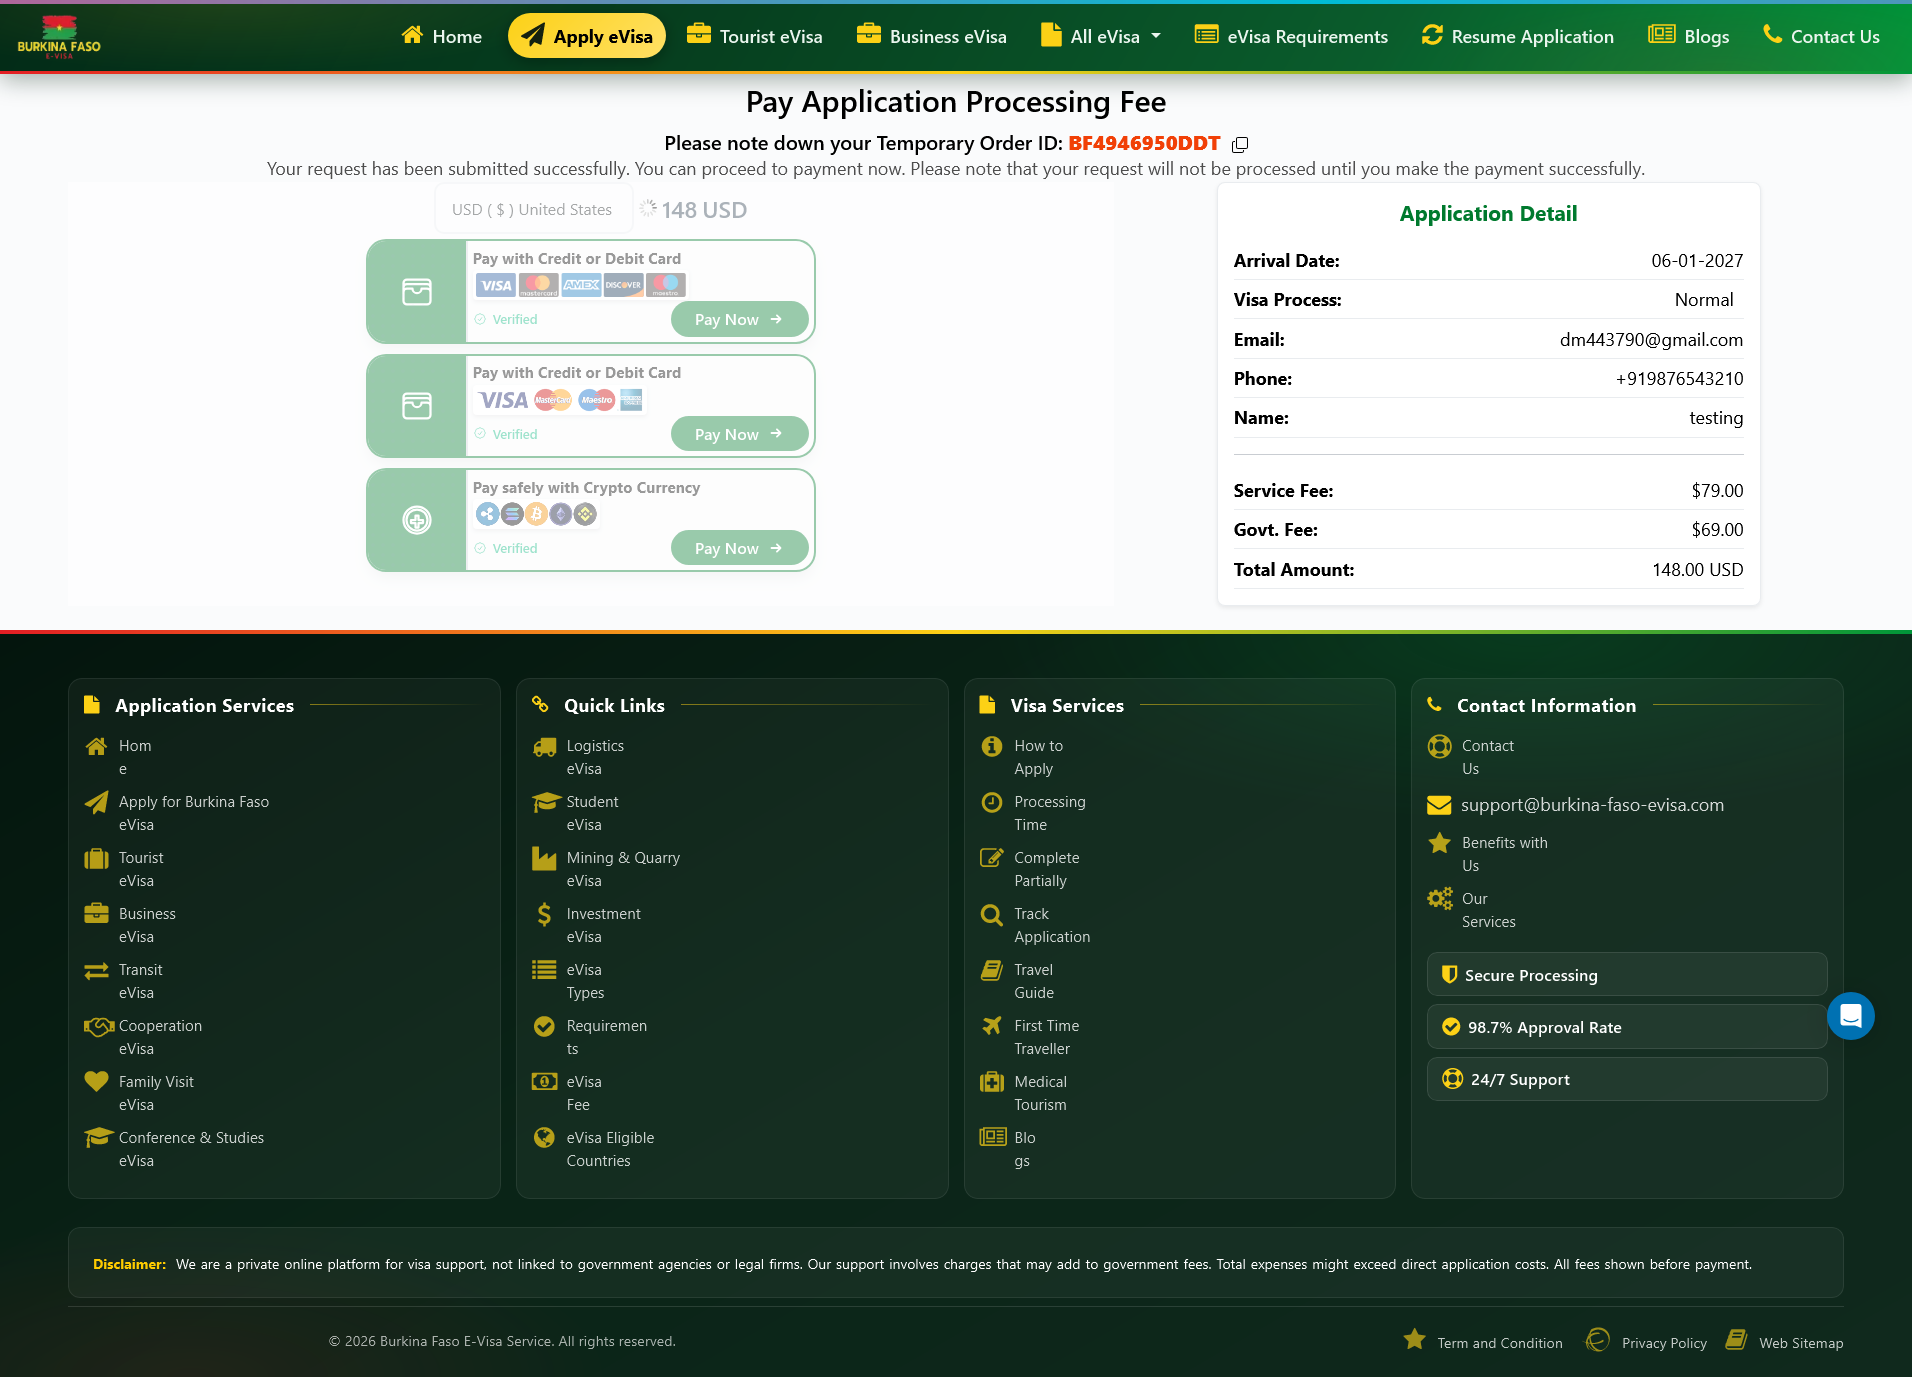 BURKINA FASO
E-VISA
Home
Apply eVisa
Tourist eVisa
Business eVisa
All eVisa
eVisa Requirements
Resume Application
Blogs
Contact Us
Pay Application Processing Fee
Please note down your Temporary Order ID: BF4946950DDT
Your request has been submitted successfully. You can proceed to payment now. Please note that your request will not be processed until you make the payment successfully.
USD ( $ ) United States
148 USD
Pay with Credit or Debit Card
VISA mastercard AMEX DISCOVER maestro
Verified
Pay Now
Pay with Credit or Debit Card
VISA MasterCard Maestro
Verified
Pay Now
Pay safely with Crypto Currency
Verified
Pay Now
Application Detail
Arrival Date: 06-01-2027
Visa Process: Normal
Email: dm443790@gmail.com
Phone: +919876543210
Name: testing
Service Fee: $79.00
Govt. Fee: $69.00
Total Amount: 148.00 USD
Application Services
Hom
e
Apply for Burkina Faso
eVisa
Tourist
eVisa
Business
eVisa
Transit
eVisa
Cooperation
eVisa
Family Visit
eVisa
Conference & Studies
eVisa
Quick Links
Logistics
eVisa
Student
eVisa
Mining & Quarry
eVisa
Investment
eVisa
eVisa
Types
Requiremen
ts
eVisa
Fee
eVisa Eligible
Countries
Visa Services
How to
Apply
Processing
Time
Complete
Partially
Track
Application
Travel
Guide
First Time
Traveller
Medical
Tourism
Blo
gs
Contact Information
Contact
Us
support@burkina-faso-evisa.com
Benefits with
Us
Our
Services
Secure Processing
98.7% Approval Rate
24/7 Support
Disclaimer: We are a private online platform for visa support, not linked to government agencies or legal firms. Our support involves charges that may add to government fees. Total expenses might exceed direct application costs. All fees shown before payment.
© 2026 Burkina Faso E-Visa Service. All rights reserved.
Term and Condition
Privacy Policy
Web Sitemap